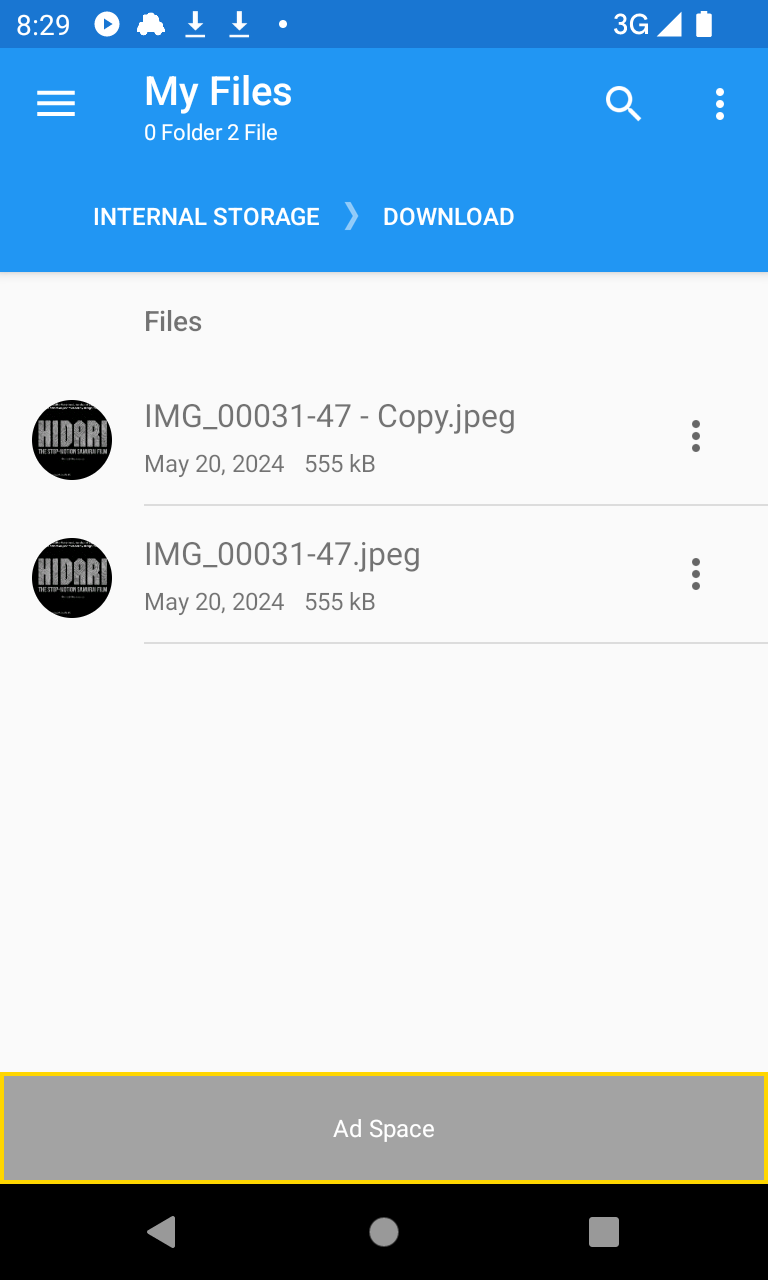 8:29
3G
My Files
0 Folder 2 File
INTERNAL STORAGE
DOWNLOAD
Files
IMG_00031-47 - Copy.jpeg
May 20, 2024 555 kB
HIDARI
THE STOP-MOTION SAMURAI FILM
IMG_00031-47.jpeg
May 20, 2024 555 kB
HIDARI
THE STOP-MOTION SAMURAI FILM
Ad Space